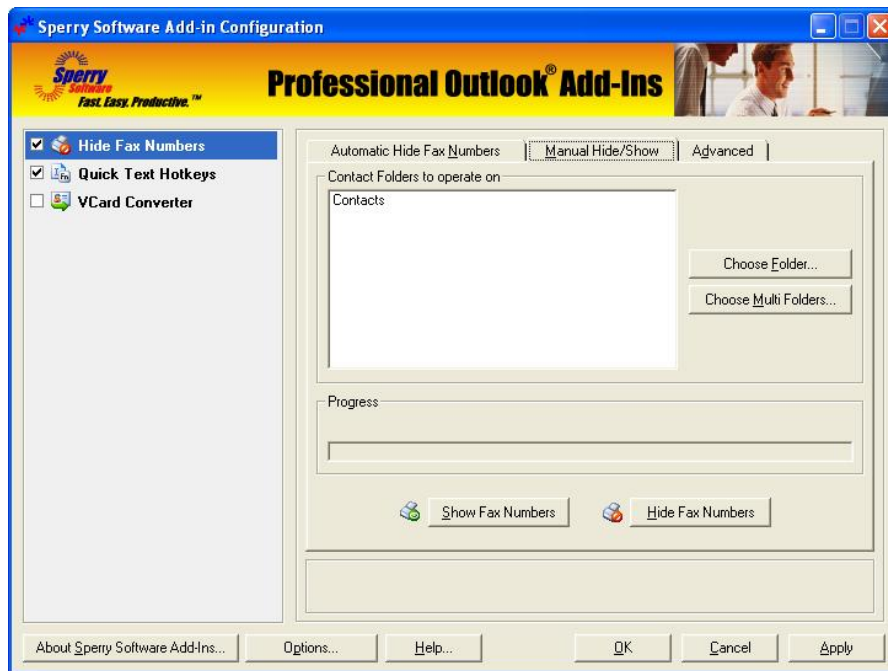 Sperry Software Add-in Configuration
Sperry
Software
Fast. Easy. Productive.™
Professional Outlook® Add-Ins
Hide Fax Numbers
Quick Text Hotkeys
VCard Converter
Automatic Hide Fax Numbers
Manual Hide/Show
Advanced
Contact Folders to operate on
Contacts
Choose Folder...
Choose Multi Folders...
Progress
Show Fax Numbers
Hide Fax Numbers
About Sperry Software Add-Ins...
Options...
Help...
OK
Cancel
Apply